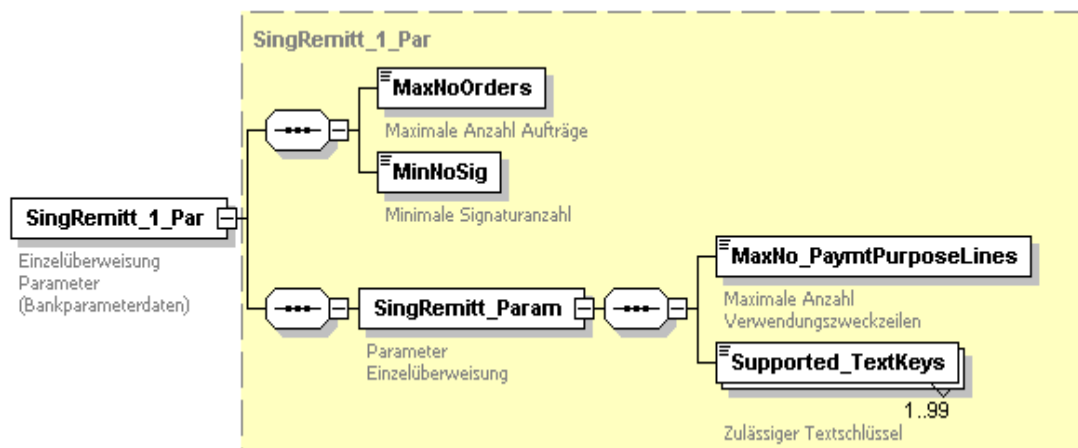 SingRemitt_1_Par
MaxNoOrders
Maximale Anzahl Aufträge
MinNoSig
Minimale Signaturanzahl
SingRemitt_1_Par
Einzelüberweisung
Parameter
(Bankparameterdaten)
SingRemitt_Param
Parameter
Einzelüberweisung
MaxNo_PaymtPurposeLines
Maximale Anzahl
Verwendungszweckzeilen
Supported_TextKeys
1..99
Zulässiger Textschlüssel